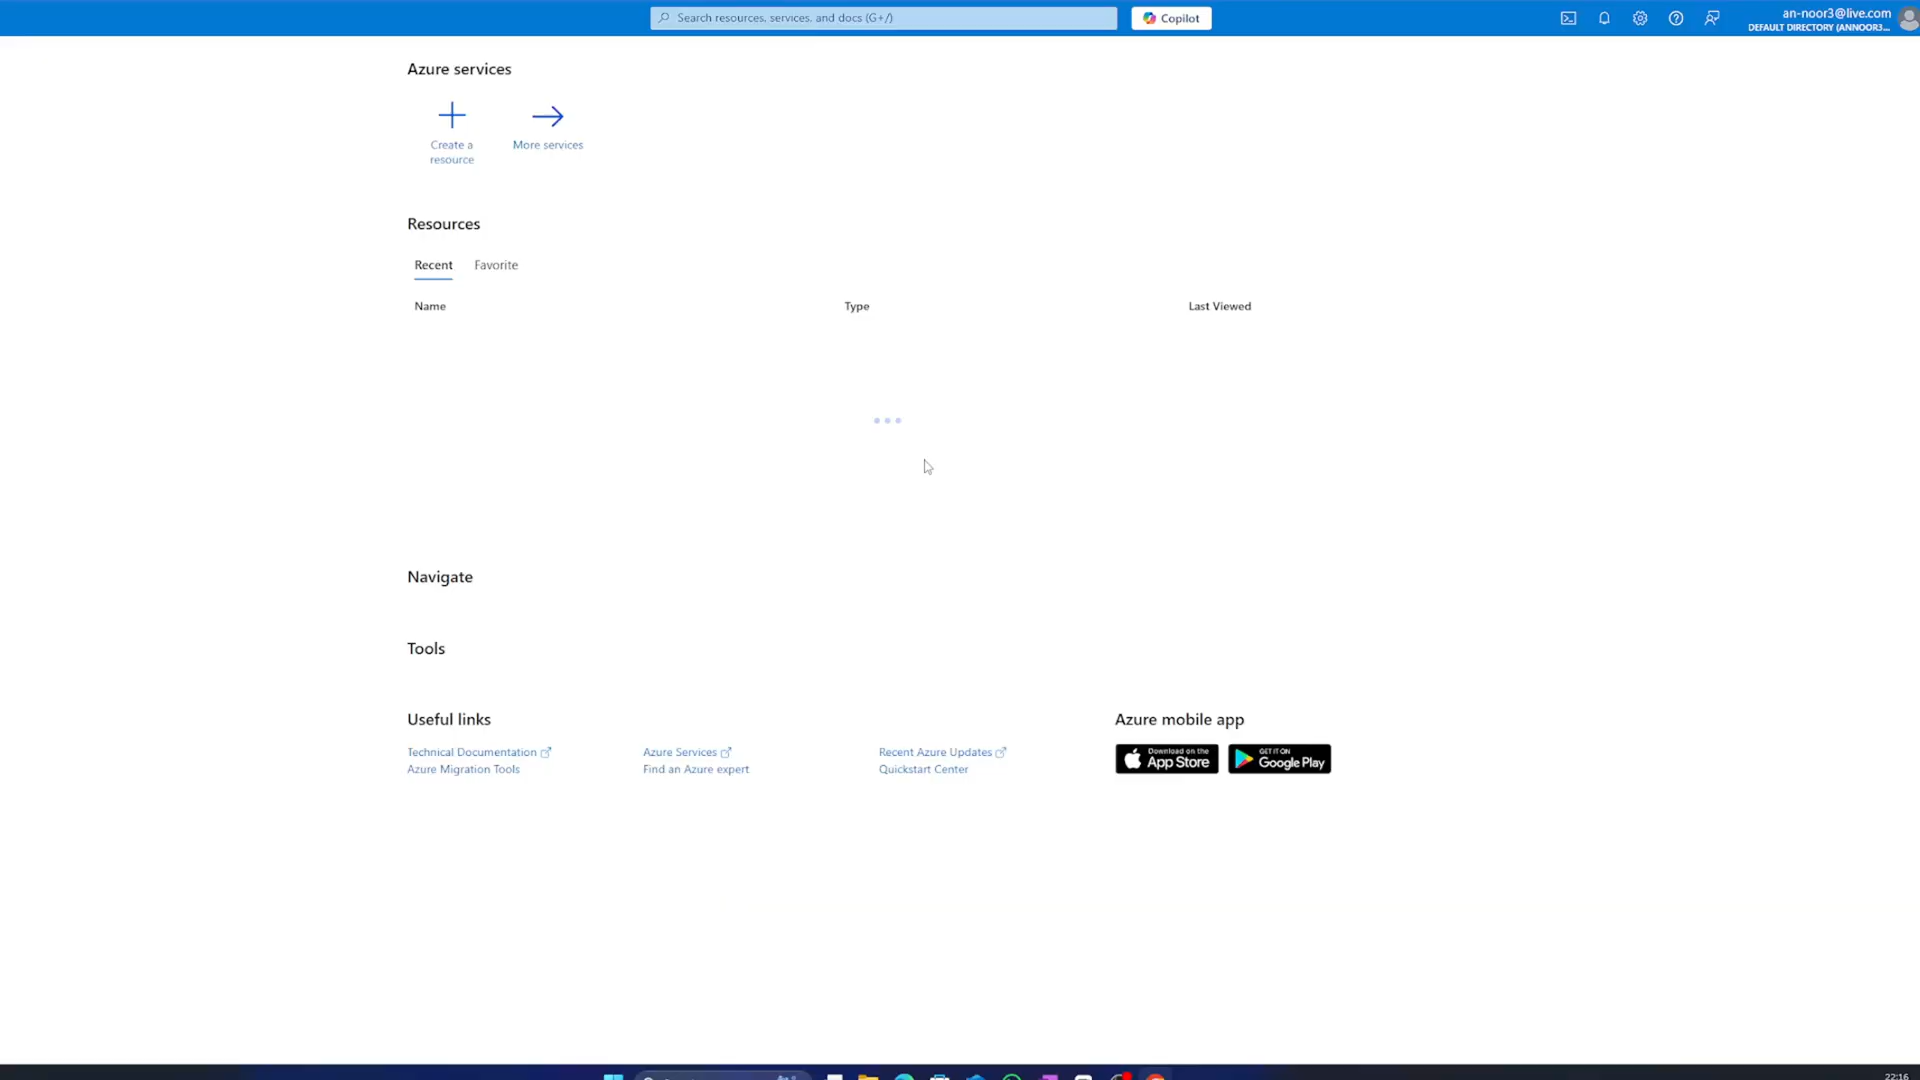 Search resources, services, and docs (G+/)
Copilot
an-noor3@live.com
DEFAULT DIRECTORY (ANNOOR3...
Azure services
Create a
resource
More services
Resources
Recent
Favorite
Name
Type
Last Viewed
Navigate
Tools
Useful links
Technical Documentation
Azure Services
Recent Azure Updates
Azure Migration Tools
Find an Azure expert
Quickstart Center
Azure mobile app
Download on the
App Store
GET IT ON
Google Play
22:16